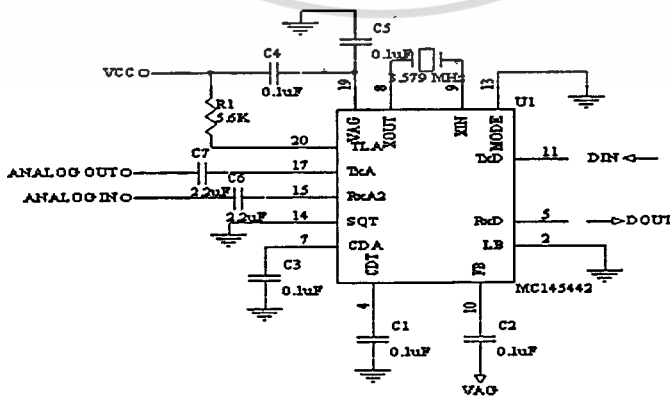 C5
0.1uF
C4
0.1uF
VCC
R1
5.6K
3.579 MHz
19
8
9
13
U1
VAG
XOUT
XIN
MODE
20
TLA
ANALOG OUT
C7
2.2uF
17
TxA
TxD
11
DIN
ANALOG IN
C6
2.2uF
15
RxA2
14
SQT
RxD
5
DOUT
7
CDA
LB
2
C3
0.1uF
CDT
FB
MC145442
4
10
C1
0.1uF
C2
0.1uF
VAG